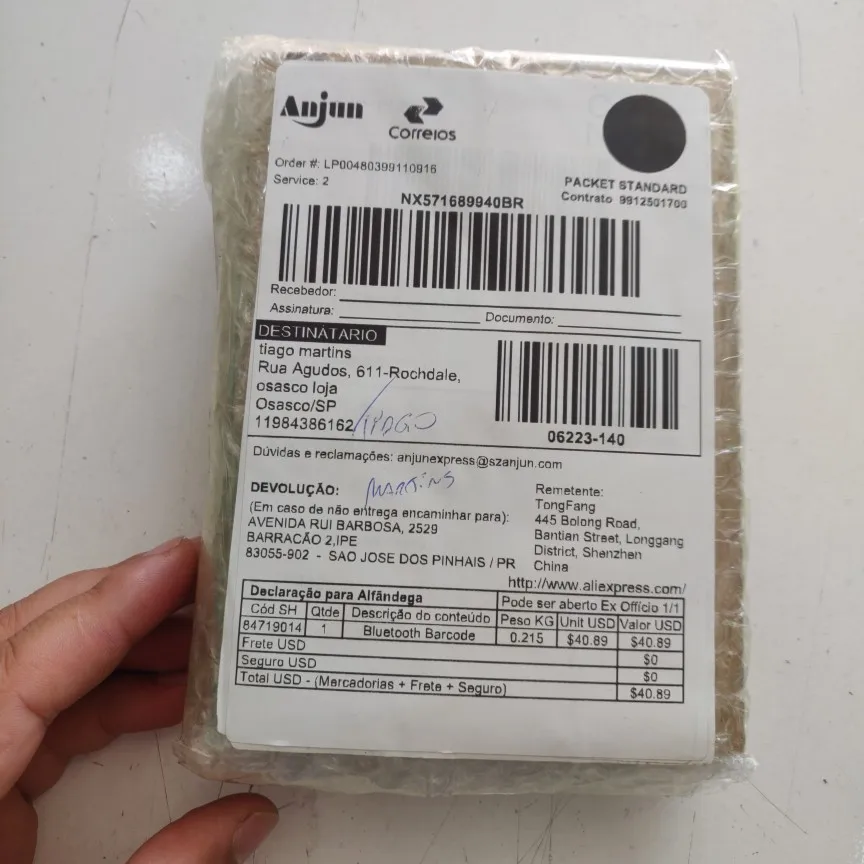 Anjun
Correios
Order #: LP00480399110916
Service: 2
PACKET STANDARD
Contrato 9912501700
NX571689940BR
Recebedor:
Assinatura: Documento:
DESTINATARIO
tiago martins
Rua Agudos, 611-Rochdale,
osasco loja
Osasco/SP
11984386162
TIAGO
06223-140
Dúvidas e reclamações: anjunexpress@szanjun.com
DEVOLUÇÃO:
MARTINS
(Em caso de não entrega encaminhar para):
AVENIDA RUI BARBOSA, 2529
BARRACÃO 2,IPE
83055-902 - SAO JOSE DOS PINHAIS / PR
Remetente:
TongFang
445 Bolong Road,
Bantian Street, Longgang
District, Shenzhen
China
http://www.aliexpress.com/
Declaração para Alfândega Pode ser aberto Ex Offício 1/1
Cód SH Qtde Descrição do conteúdo Peso KG Unit USD Valor USD
84719014 1 Bluetooth Barcode 0.215 $40.89 $40.89
Frete USD $0
Seguro USD $0
Total USD - (Mercadorias + Frete + Seguro) $40.89